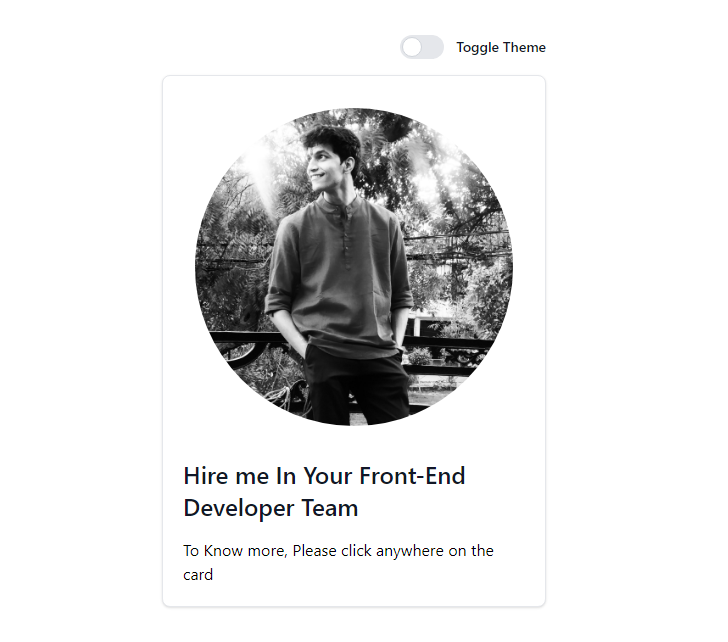 Toggle Theme
Hire me In Your Front-End
Developer Team
To Know more, Please click anywhere on the
card